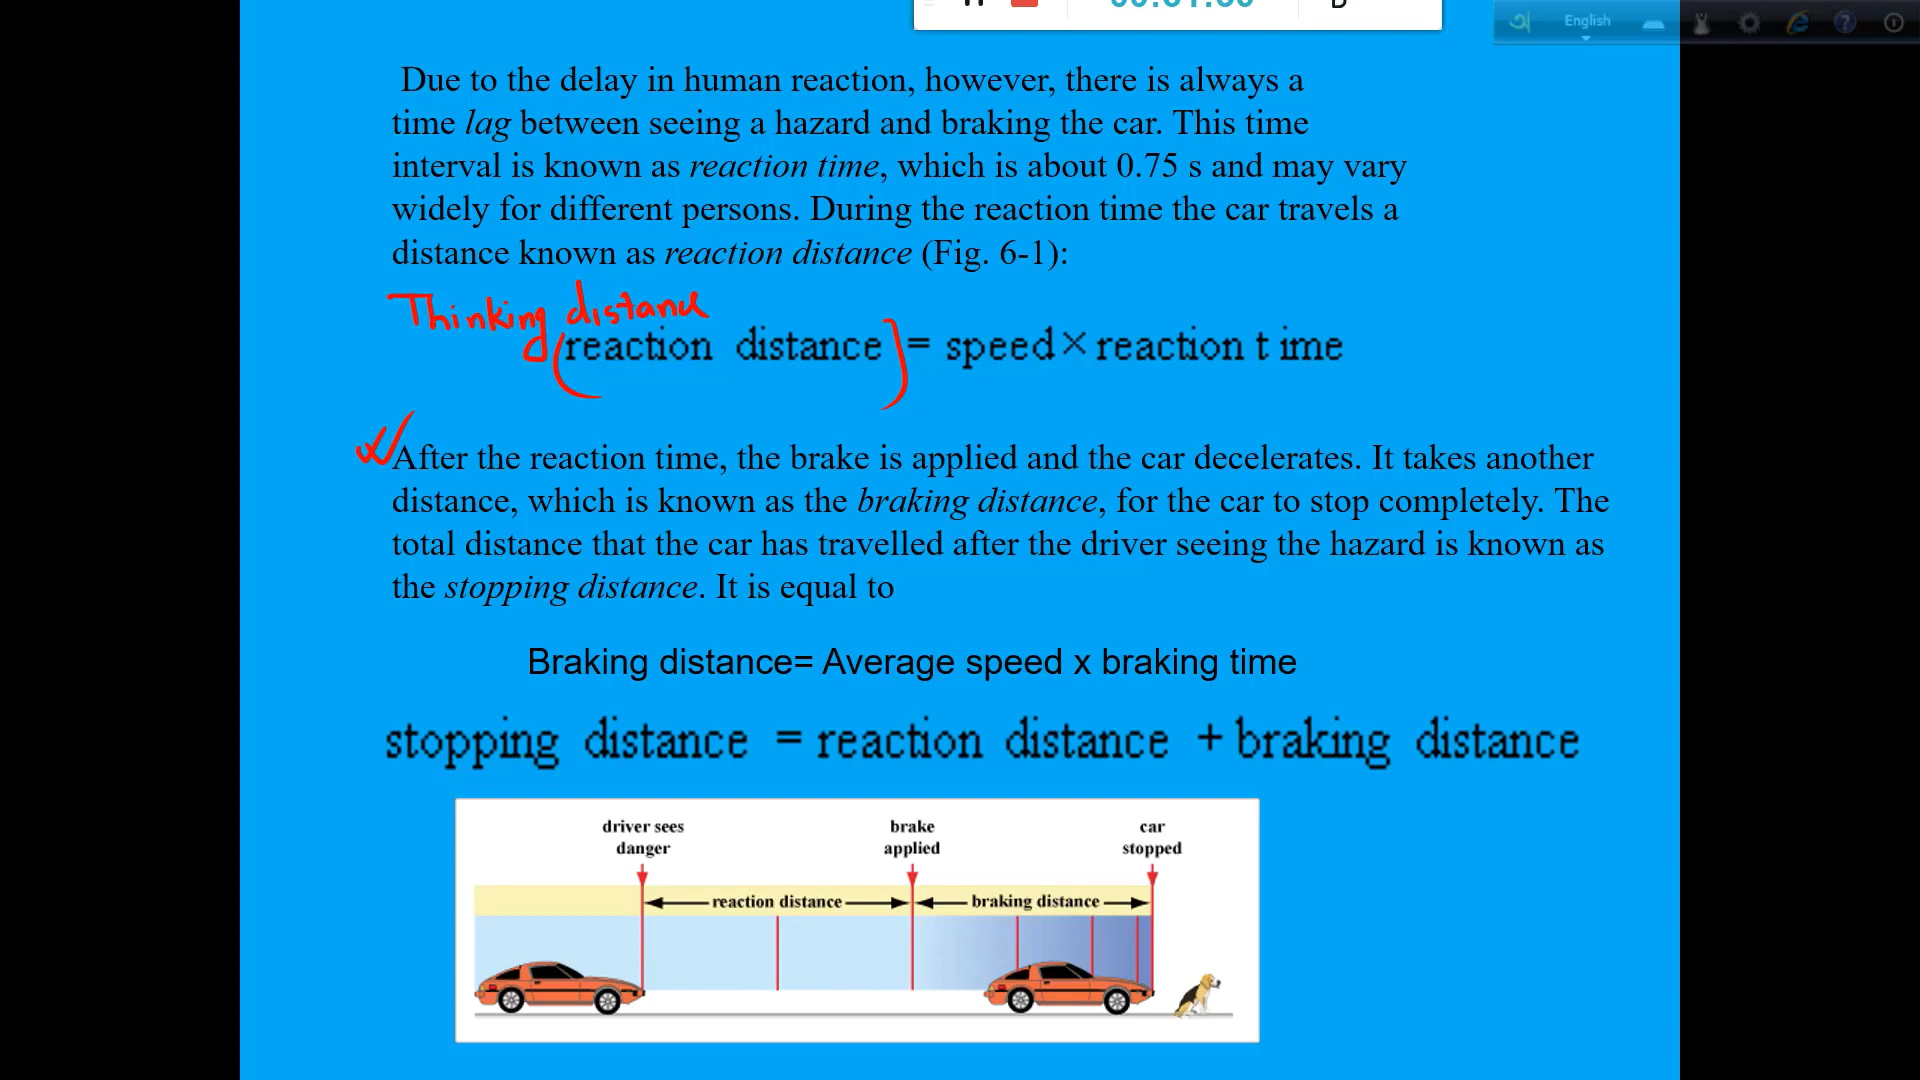 English
Due to the delay in human reaction, however, there is always a
time lag between seeing a hazard and braking the car. This time
interval is known as reaction time, which is about 0.75 s and may vary
widely for different persons. During the reaction time the car travels a
distance known as reaction distance (Fig. 6-1):
Thinking distance
(reaction distance) = speed × reaction t ime
After the reaction time, the brake is applied and the car decelerates. It takes another
distance, which is known as the braking distance, for the car to stop completely. The
total distance that the car has travelled after the driver seeing the hazard is known as
the stopping distance. It is equal to
Braking distance= Average speed x braking time
stopping distance = reaction distance + braking distance
driver sees
danger
brake
applied
car
stopped
reaction distance
braking distance